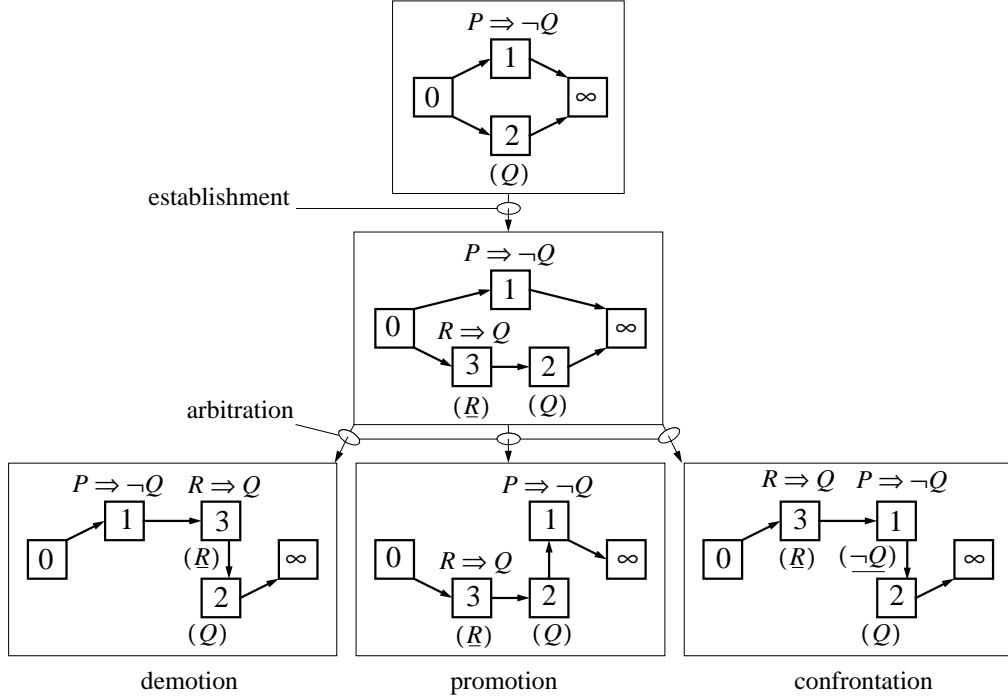 P ⇒ ¬Q
1
0 ∞
2
(Q)
establishment
P ⇒ ¬Q
1
0 ∞
R ⇒ Q
3 2
(R) (Q)
arbitration
P ⇒ ¬Q R ⇒ Q
1 3
0 (R) ∞
2
(Q)
demotion
P ⇒ ¬Q
1
0 ∞
R ⇒ Q
3 2
(R) (Q)
promotion
R ⇒ Q P ⇒ ¬Q
3 1
0 (R) (¬Q) ∞
2
(Q)
confrontation